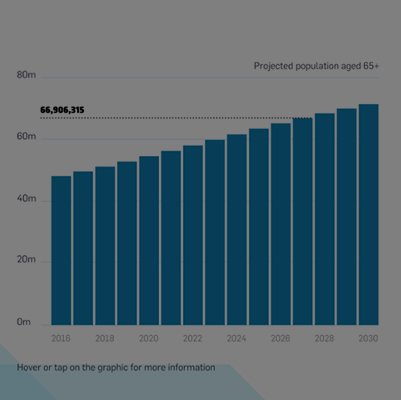 Projected population aged 65+
80m
66,906,315
60m
40m
20m
0m
2016 2018 2020 2022 2024 2026 2028 2030
Hover or tap on the graphic for more information